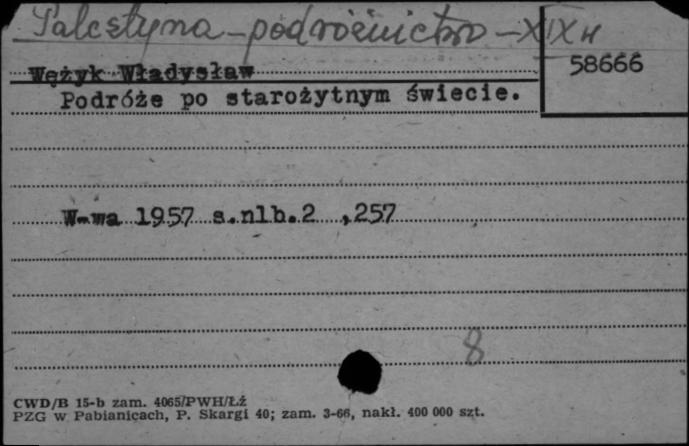 Palestyna - podróżnictwo - XIX w
58666
Wężyk Władysław
Podróże po starożytnym świecie.
W-wa 1957 s.nlb.2 ,257
8
CWD/B 15-b zam. 4065/PWH/Łź
PZG w Pabianicach, P. Skargi 40; zam. 3-66, nakł. 400 000 szt.